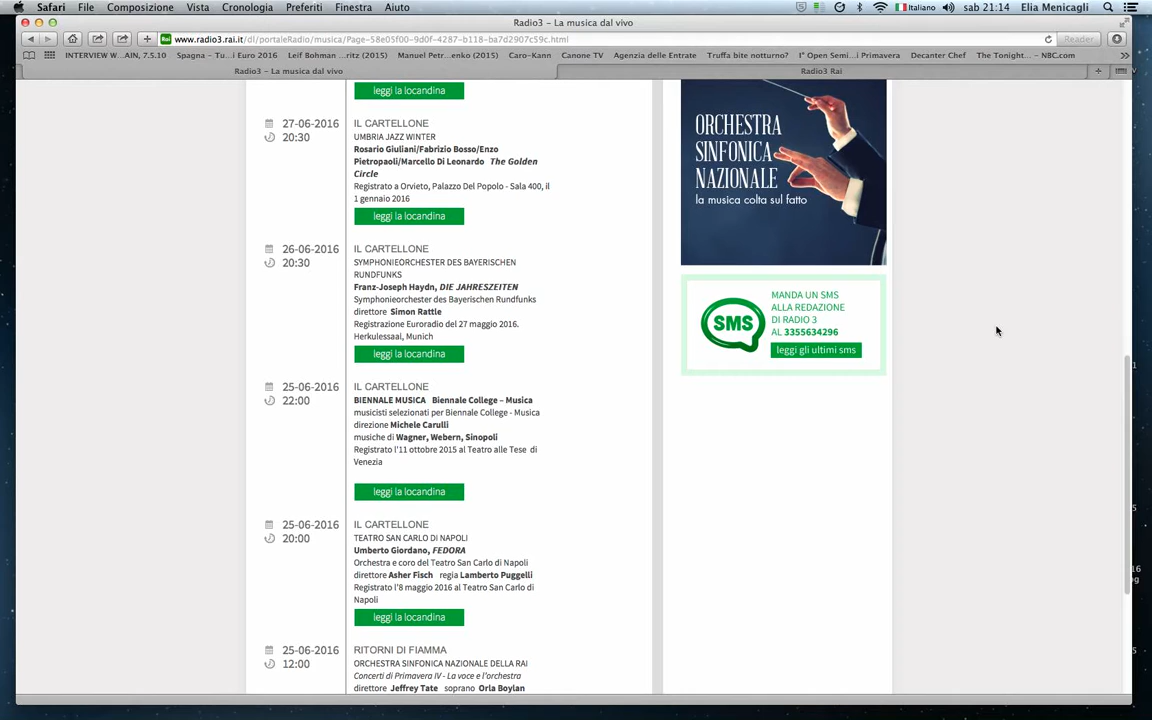 Safari File Composizione Vista Cronologia Preferiti Finestra Aiuto Italiano sab 21:14 Elia Menicagli
Radio3 – La musica dal vivo
Rai www.radio3.rai.it/dl/portaleRadio/musica/Page-58e05f00-9d0f-4287-b118-ba7d2907c59c.html Reader
INTERVIEW W...AIN, 7.5.10 Spagna - Tu...i Euro 2016 Leif Bohman ...ritz (2015) Manuel Petr...enko (2015) Caro-Kann Canone TV Agenzia delle Entrate Truffa bite notturno? 1° Open Semi...i Primavera Decanter Chef The Tonight... – NBC.com
Radio3 – La musica dal vivo Radio3 Rai
leggi la locandina
27-06-2016 IL CARTELLONE
20:30 UMBRIA JAZZ WINTER
Rosario Giuliani/Fabrizio Bosso/Enzo
Pietropaoli/Marcello Di Leonardo The Golden
Circle
Registrato a Orvieto, Palazzo Del Popolo - Sala 400, il
1 gennaio 2016
leggi la locandina
26-06-2016 IL CARTELLONE
20:30 SYMPHONIEORCHESTER DES BAYERISCHEN
RUNDFUNKS
Franz-Joseph Haydn, DIE JAHRESZEITEN
Symphonieorchester des Bayerischen Rundfunks
direttore Simon Rattle
Registrazione Euroradio del 27 maggio 2016.
Herkulessaal, Munich
leggi la locandina
25-06-2016 IL CARTELLONE
22:00 BIENNALE MUSICA Biennale College – Musica
musicisti selezionati per Biennale College - Musica
direzione Michele Carulli
musiche di Wagner, Webern, Sinopoli
Registrato l'11 ottobre 2015 al Teatro alle Tese di
Venezia
leggi la locandina
25-06-2016 IL CARTELLONE
20:00 TEATRO SAN CARLO DI NAPOLI
Umberto Giordano, FEDORA
Orchestra e coro del Teatro San Carlo di Napoli
direttore Asher Fisch regia Lamberto Puggelli
Registrato l'8 maggio 2016 al Teatro San Carlo di
Napoli
leggi la locandina
25-06-2016 RITORNI DI FIAMMA
12:00 ORCHESTRA SINFONICA NAZIONALE DELLA RAI
Concerti di Primavera IV - La voce e l'orchestra
direttore Jeffrey Tate soprano Orla Boylan
ORCHESTRA
SINFONICA
NAZIONALE
la musica colta sul fatto
SMS
MANDA UN SMS
ALLA REDAZIONE
DI RADIO 3
AL 3355634296
leggi gli ultimi sms